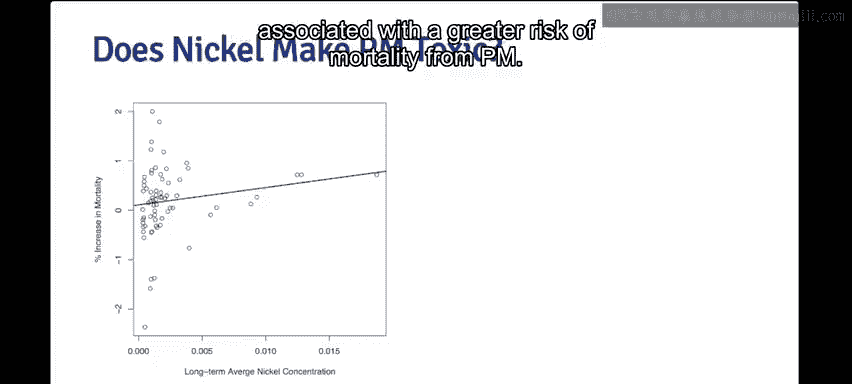 associated with a greater risk of
Does Nickel Make PM Toxic?
mortality from PM.
2
1
0
-1
-2
% Increase in Mortality
0.000 0.005 0.010 0.015
Long-term Averge Nickel Concentration